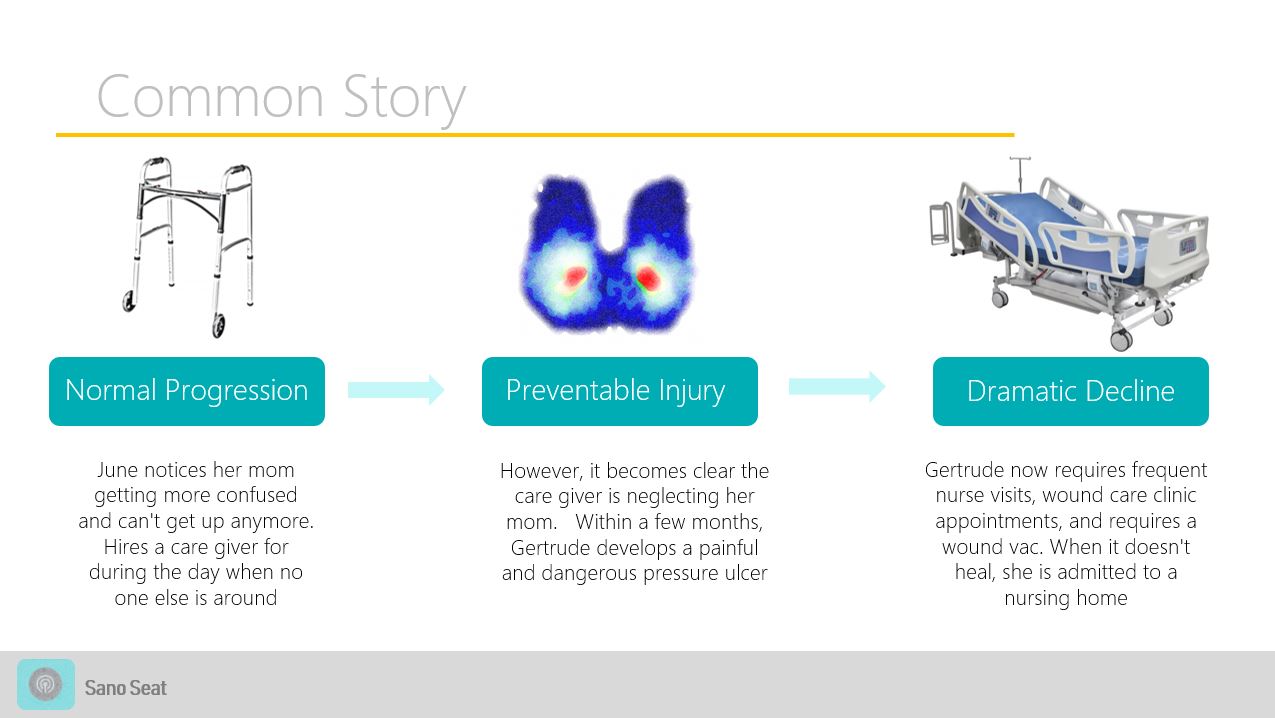 Common Story
Normal Progression
Preventable Injury
Dramatic Decline
June notices her mom
getting more confused
and can't get up anymore.
Hires a care giver for
during the day when no
one else is around
However, it becomes clear the
care giver is neglecting her
mom.   Within a few months,
Gertrude develops a painful
and dangerous pressure ulcer
Gertrude now requires frequent
nurse visits, wound care clinic
appointments, and requires a
wound vac. When it doesn't
heal, she is admitted to a
nursing home
Sano Seat